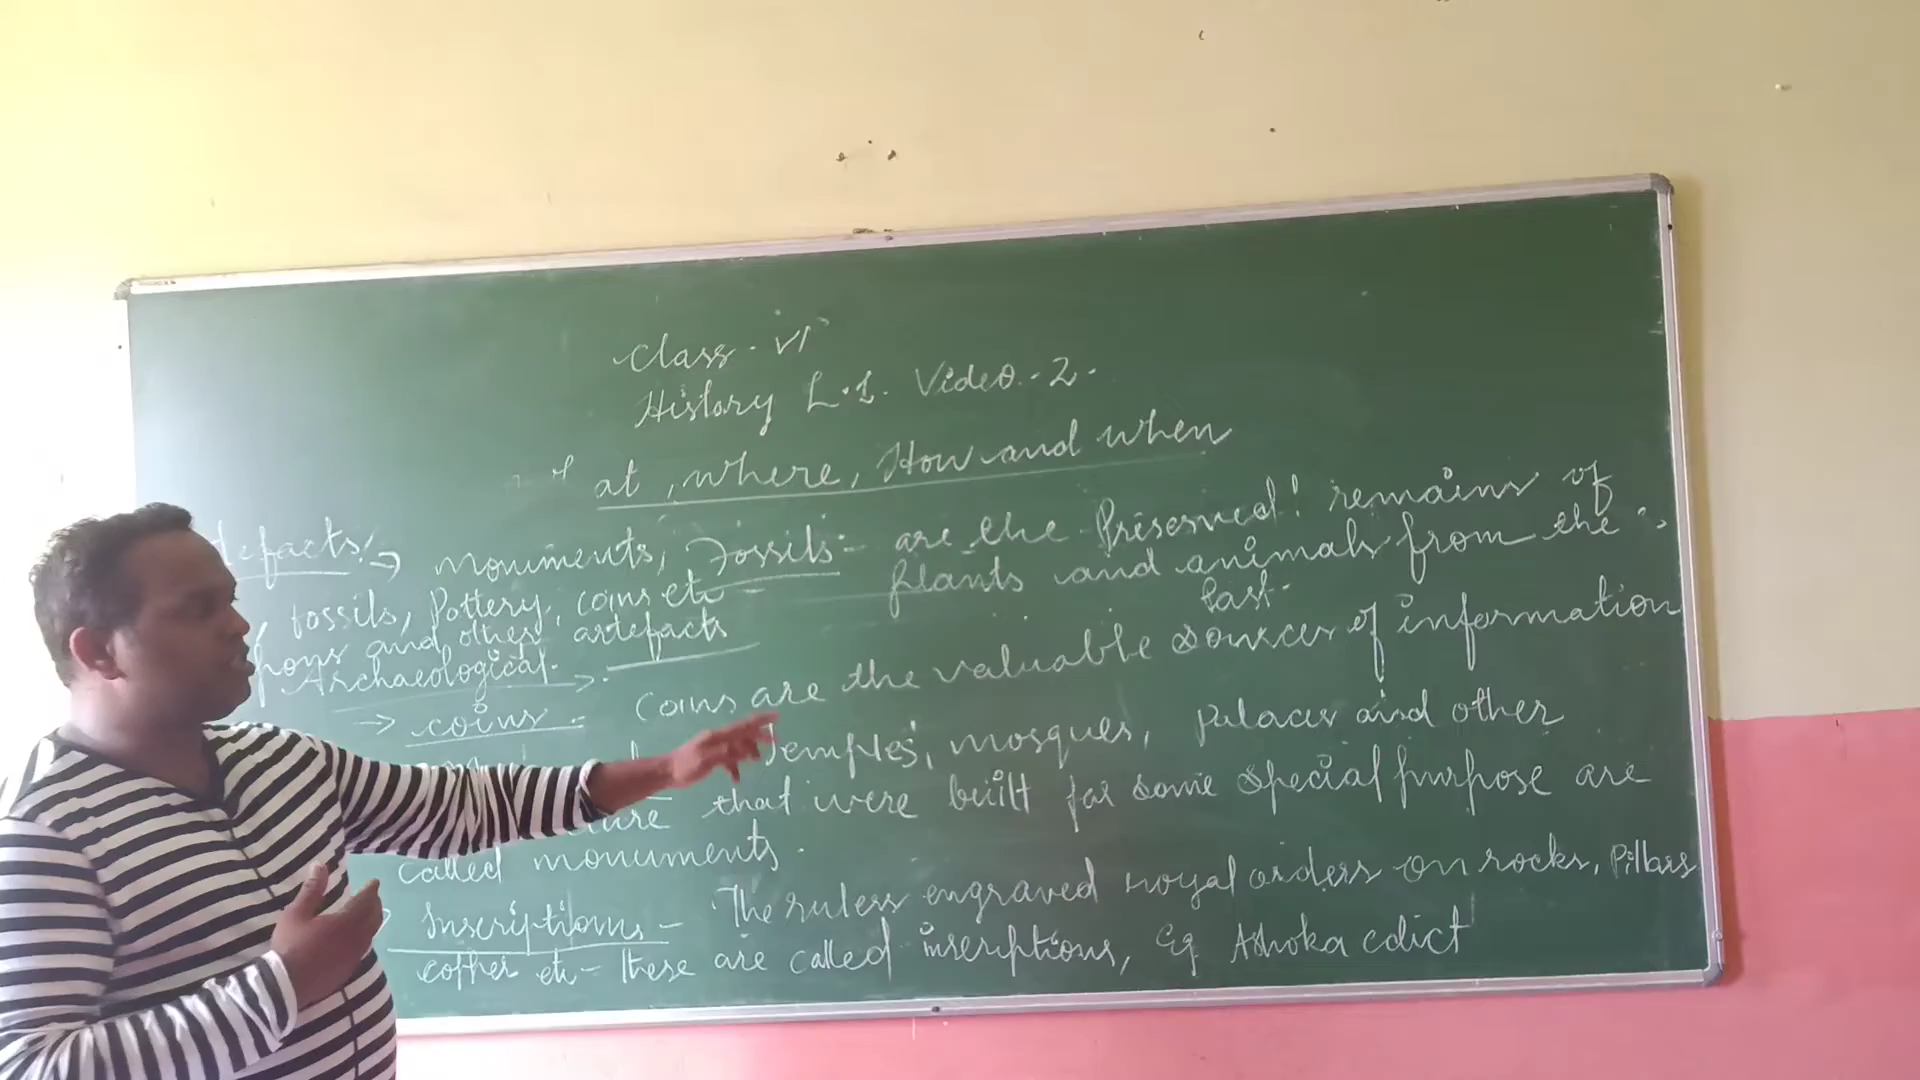 Class - VI
History L.1. Video - 2.
at, where, How and when
tefacts → monuments, Fossils:- are the Preserved remains of
plants and animals from the
Past.
, fossils, Pottery, coins etc
and other artefacts
Archaeological. →
→ coins :- Coins are the valuable sources of information
Temples, mosques, palaces and other
ture that were built for some special purpose are
called monuments.
Inscriptions - The rulers engraved royal orders on rocks, Pillars
copper etc - these are called inscriptions, Eg Ashoka edict